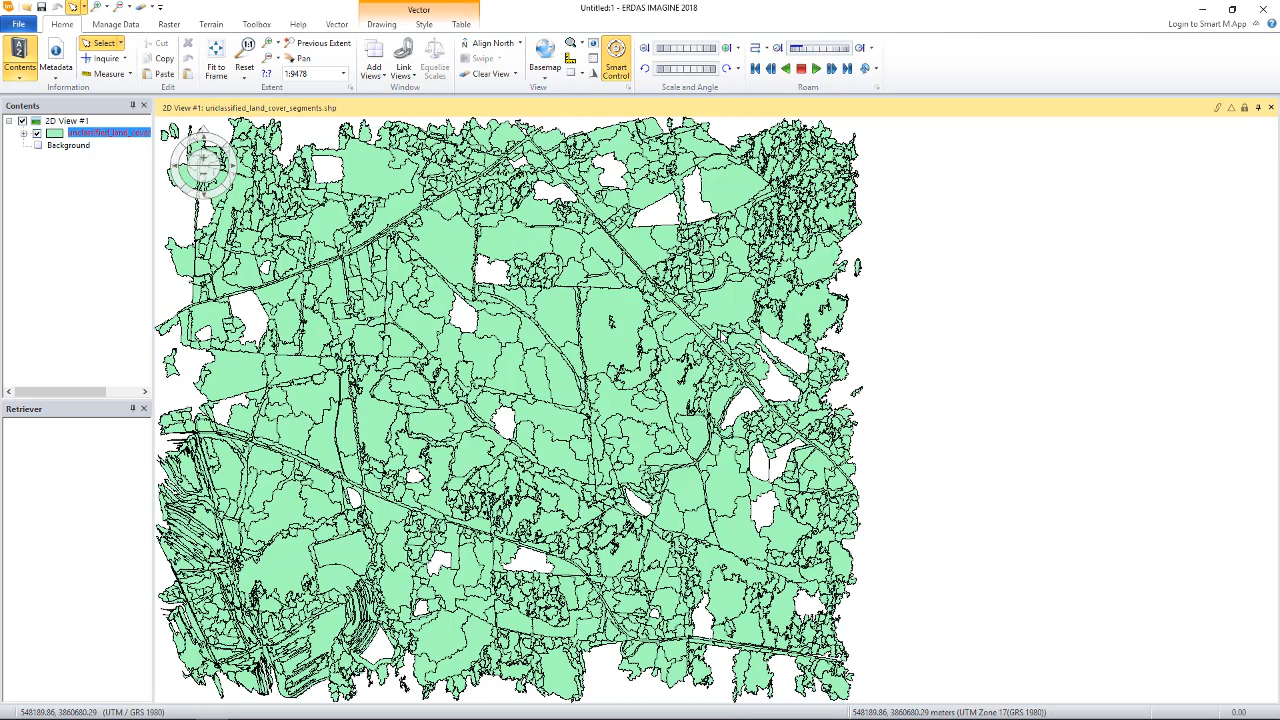 Untitled:1 - ERDAS IMAGINE 2018
Vector
File
Home
Manage Data
Raster
Terrain
Toolbox
Help
Vector
Drawing
Style
Table
Login to Smart M.App
Contents
Metadata
Select
Inquire
Measure
Cut
Copy
Paste
Information
Fit to Frame
Reset
Previous Extent
Pan
?:?
1:9478
Extent
Add Views
Link Views
Equalize Scales
Window
Align North
Swipe
Clear View
Basemap
Smart Control
View
Scale and Angle
Roam
Contents
2D View #1
unclassified_land_cover
Background
Retriever
2D View #1: unclassified_land_cover_segments.shp
548189.86, 3860680.29 (UTM / GRS 1980)
548189.86, 3860680.29 meters (UTM Zone 17(GRS 1980))
0.00